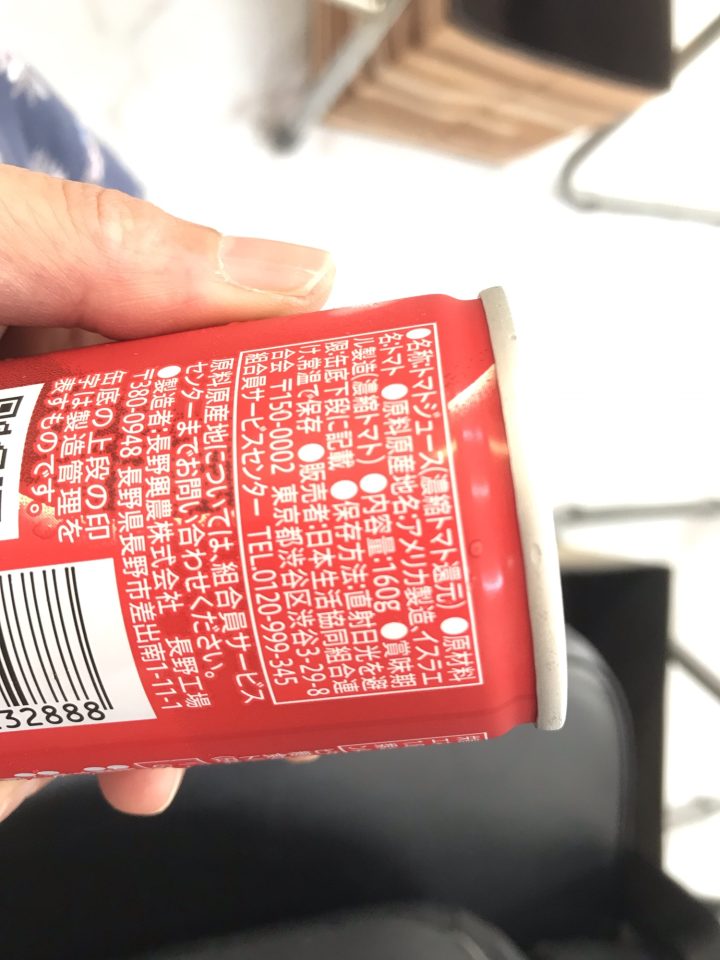 ●名称:トマトジュース(濃縮トマト還元) ●原材料
名:トマト ●原料原産地名:アメリカ製造、イスラエ
ル製造(濃縮トマト) ●内容量:160g ●賞味期
限:缶底下段に記載 ●保存方法:直射日光を避
け、常温で保存 ●販売者:日本生活協同組合連
合会 〒150-0002 東京都渋谷区渋谷3-29-8
組合員サービスセンター TEL.0120-999-345
原料原産地については、組合員サービス
センターまでお問い合わせください。
●製造者:長野興農株式会社 長野工場
〒380-0948 長野県長野市差出南1-11-1
缶底の上段の印
字は製造管理を
表すものです。
32888